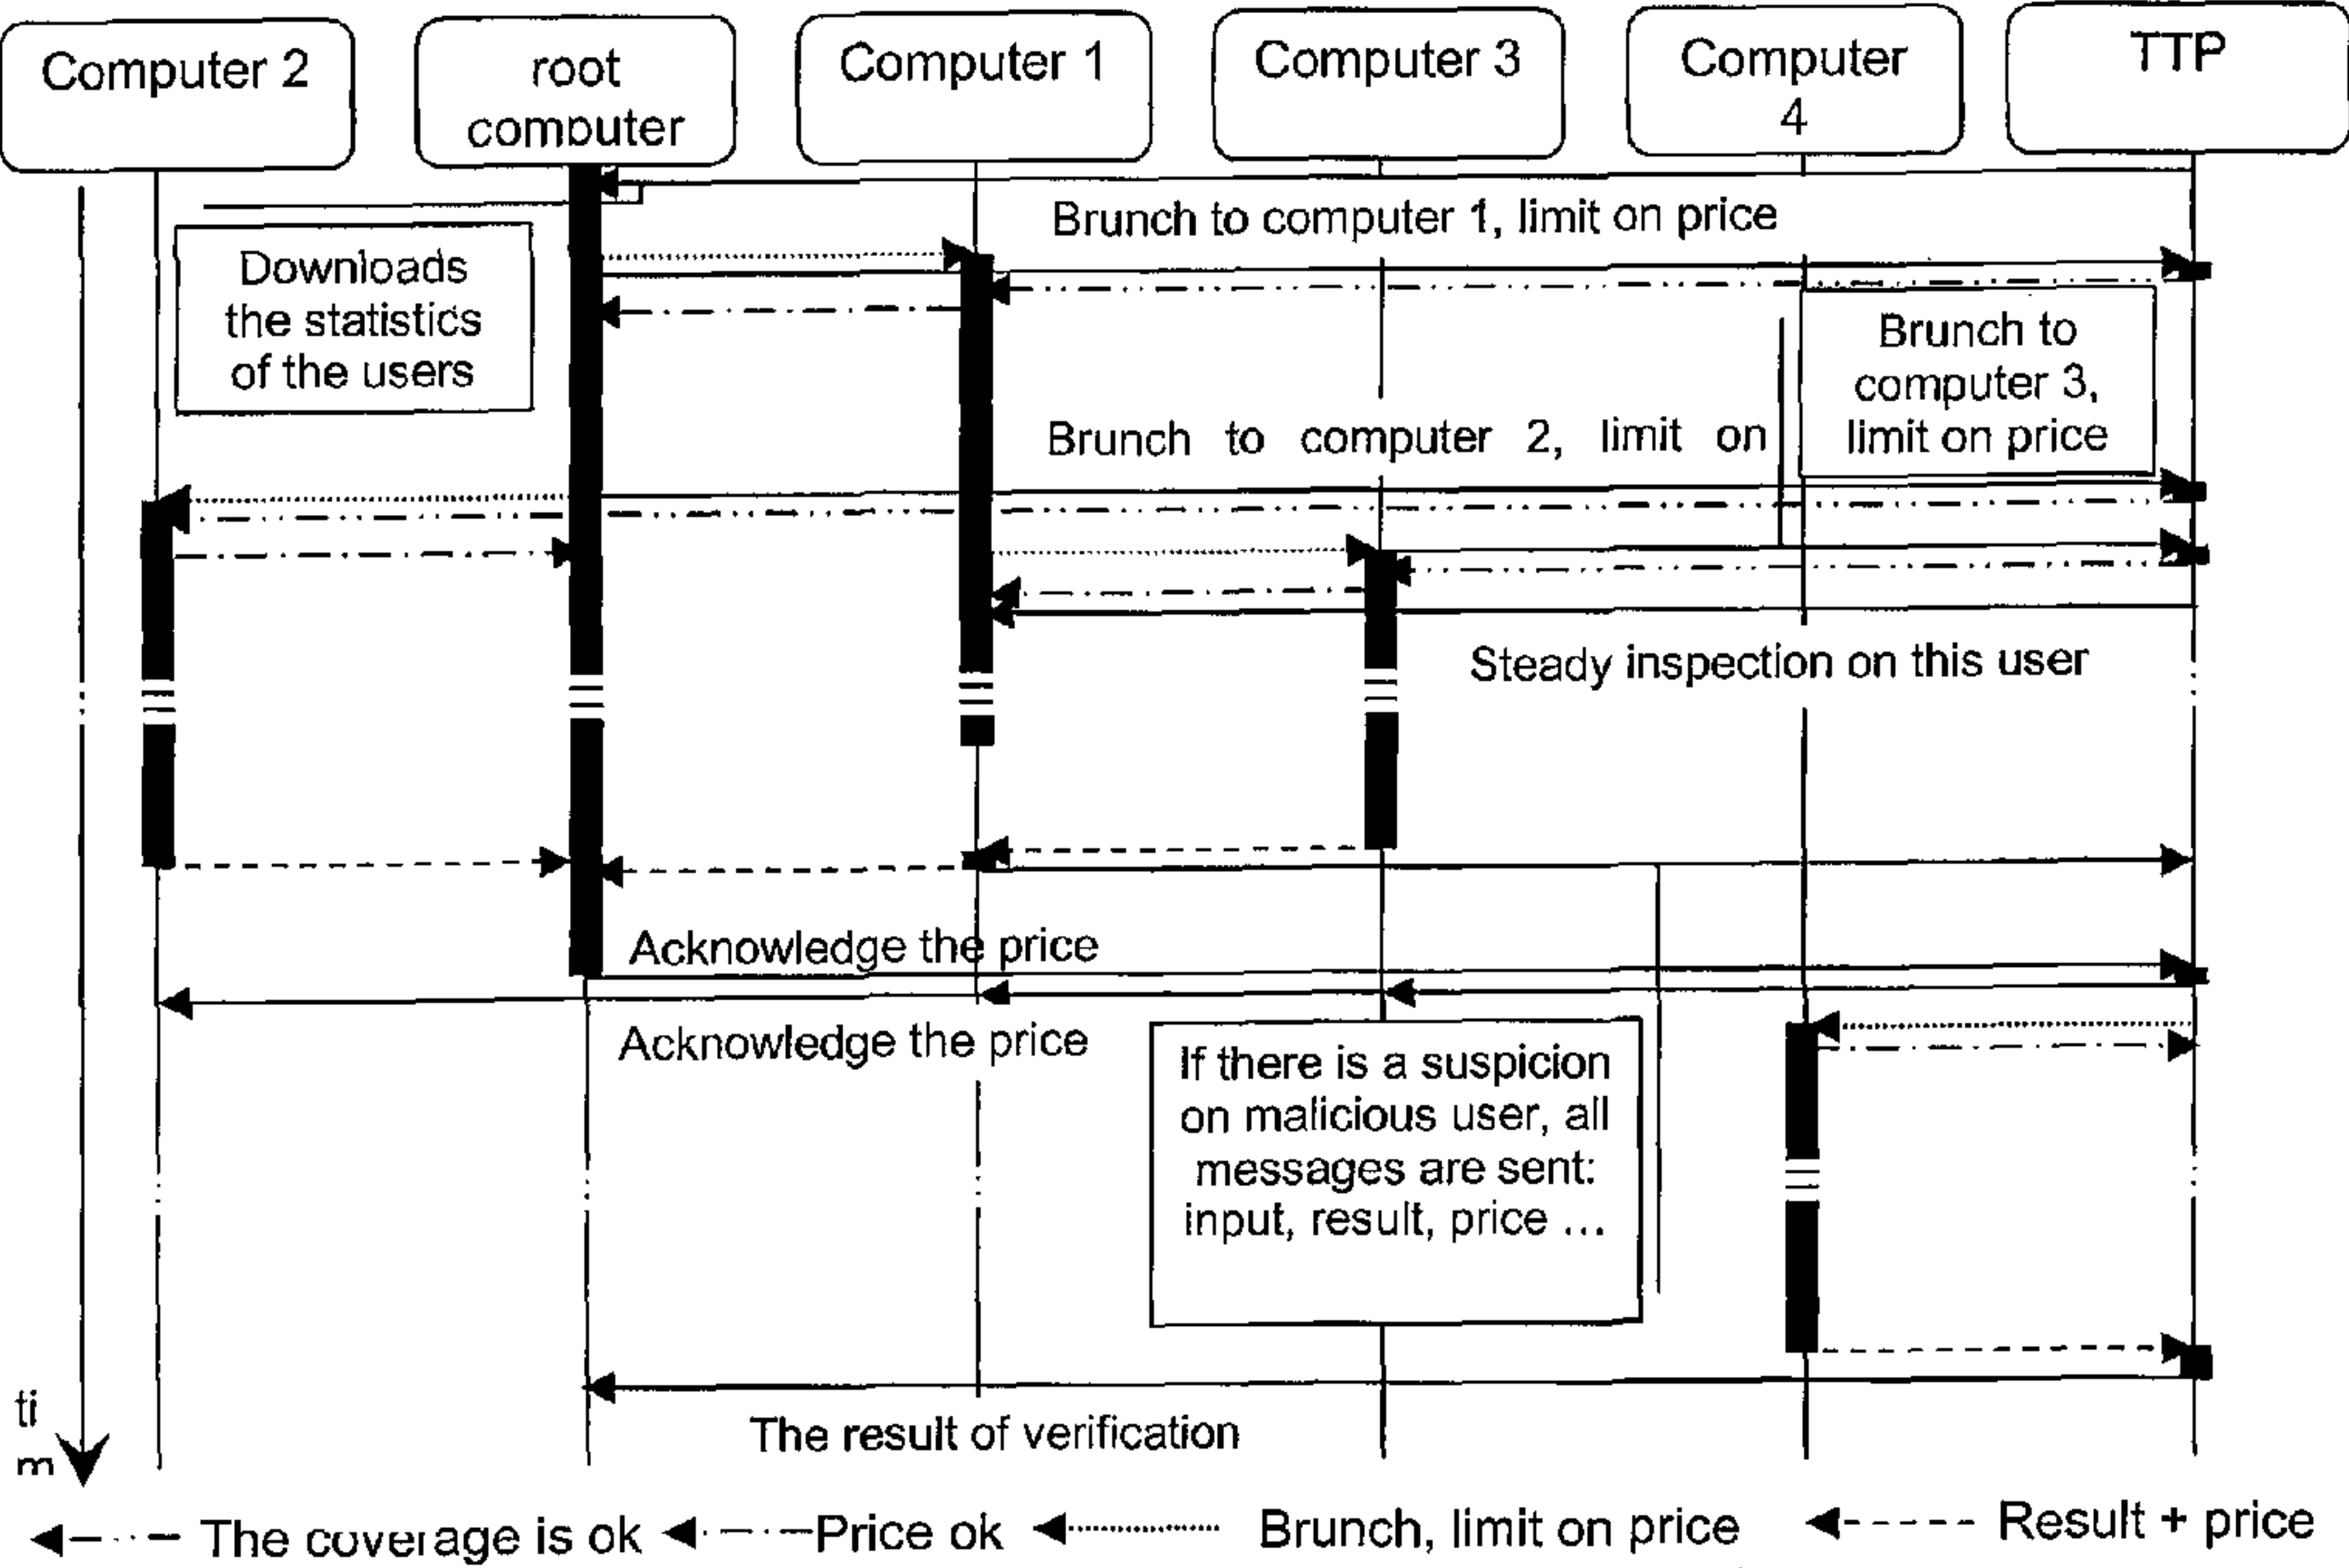 Computer 2
root
computer
Computer 1
Computer 3
Computer
4
TTP
Brunch to computer 1, limit on price
Downloads
the statistics
of the users
Brunch to
computer 3,
limit on price
Brunch to computer 2, limit on
Steady inspection on this user
Acknowledge the price
Acknowledge the price
If there is a suspicion
on malicious user, all
messages are sent:
input, result, price ...
The result of verification
ti
m
The coverage is ok
Price ok
Brunch, limit on price
Result + price